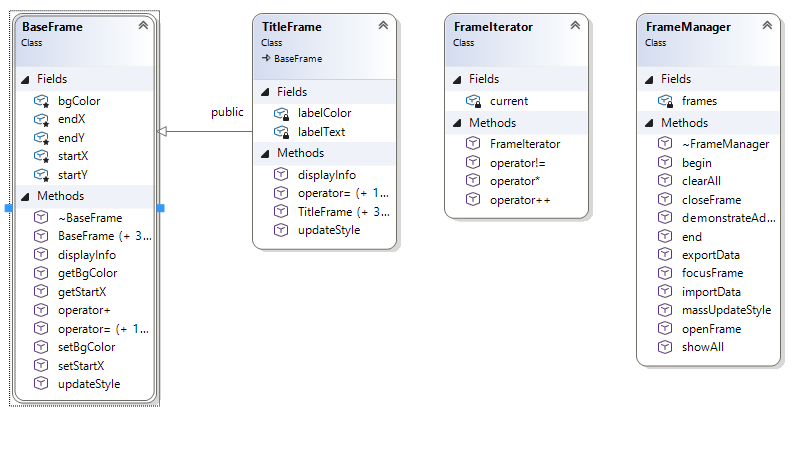 BaseFrame
Class
Fields
bgColor
endX
endY
startX
startY
Methods
~BaseFrame
BaseFrame (+ 3...
displayInfo
getBgColor
getStartX
operator+
operator= (+ 1...
setBgColor
setStartX
updateStyle
public
TitleFrame
Class
BaseFrame
Fields
labelColor
labelText
Methods
displayInfo
operator= (+ 1...
TitleFrame (+ 3...
updateStyle
FrameIterator
Class
Fields
current
Methods
FrameIterator
operator!=
operator*
operator++
FrameManager
Class
Fields
frames
Methods
~FrameManager
begin
clearAll
closeFrame
demonstrateAd...
end
exportData
focusFrame
importData
massUpdateStyle
openFrame
showAll